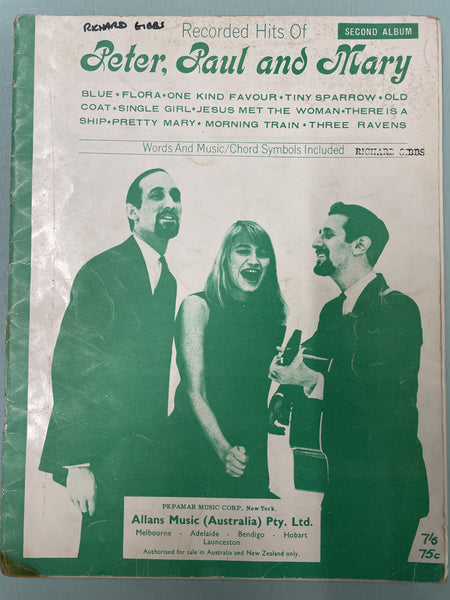 RICHARD GIBBS
Recorded Hits Of
SECOND ALBUM
Peter, Paul and Mary
BLUE★FLORA★ONE KIND FAVOUR★TINY SPARROW★OLD
COAT★SINGLE GIRL★JESUS MET THE WOMAN★THERE IS A
SHIP★PRETTY MARY★MORNING TRAIN★THREE RAVENS
Words And Music/Chord Symbols Included
RICHARD GIBBS
PEPAMAR MUSIC CORP. New York.
Allans Music (Australia) Pty. Ltd.
Melbourne · Adelaide · Bendigo · Hobart
Launceston
Authorised for sale in Australia and New Zealand only.
7/6
75c